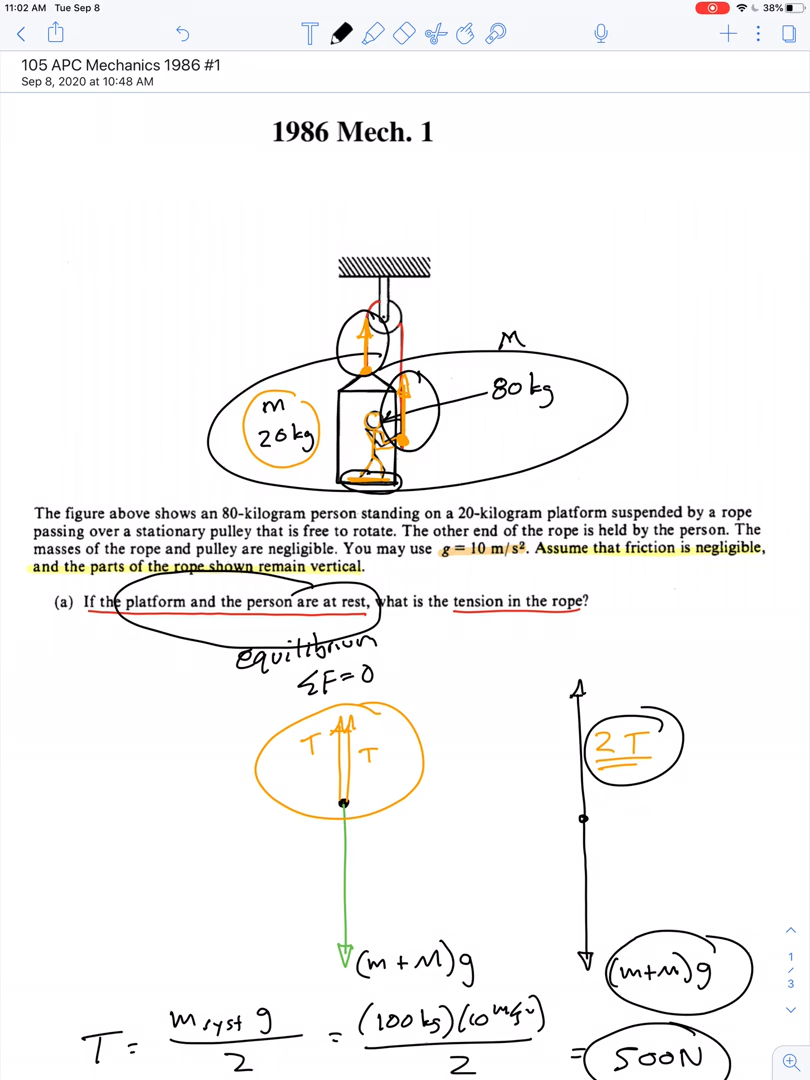 11:02 AM Tue Sep 8
38%
105 APC Mechanics 1986 #1
Sep 8, 2020 at 10:48 AM
1986 Mech. 1
M
80 kg
m
20 kg
The figure above shows an 80-kilogram person standing on a 20-kilogram platform suspended by a rope
passing over a stationary pulley that is free to rotate. The other end of the rope is held by the person. The
masses of the rope and pulley are negligible. You may use g = 10 m/s². Assume that friction is negligible,
and the parts of the rope shown remain vertical.
(a) If the platform and the person are at rest, what is the tension in the rope?
equilibrium
ΣF=0
T T
2T
(m + M)g
(m+M)g
T = m syst g / 2 = (100 kg)(10 m/s²) / 2 = 500N
1
/
3